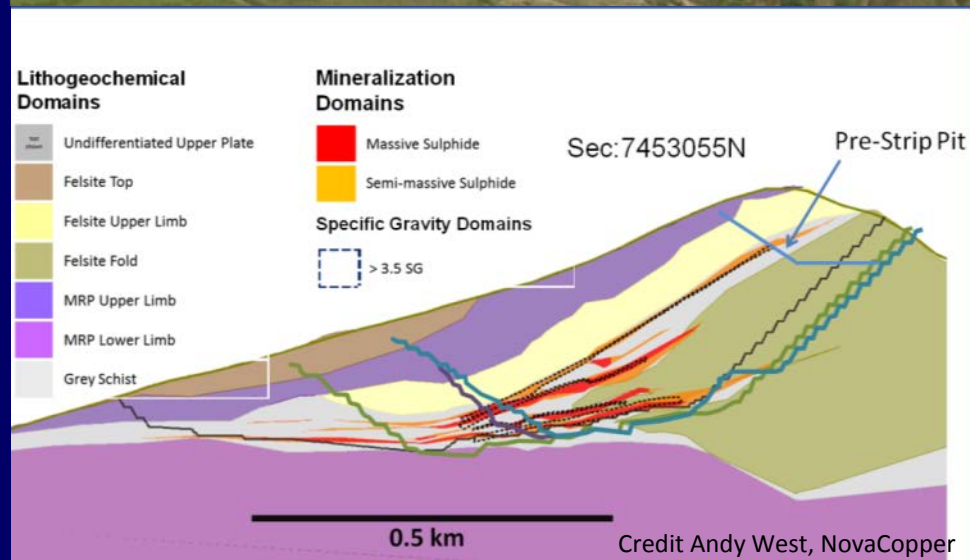 Lithogeochemical
Domains
Not
shown
Undifferentiated Upper Plate
Felsite Top
Felsite Upper Limb
Felsite Fold
MRP Upper Limb
MRP Lower Limb
Grey Schist
Mineralization
Domains
Massive Sulphide
Semi-massive Sulphide
Specific Gravity Domains
> 3.5 SG
Sec:7453055N
Pre-Strip Pit
0.5 km
Credit Andy West, NovaCopper